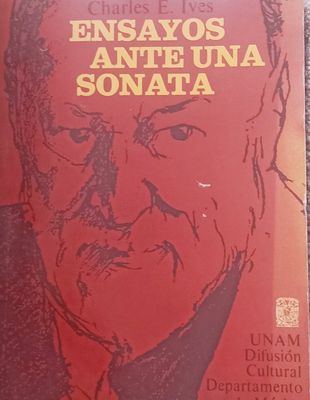 Charles E. Ives
ENSAYOS
ANTE UNA
SONATA
UNAM
Difusión
Cultural
Departamento